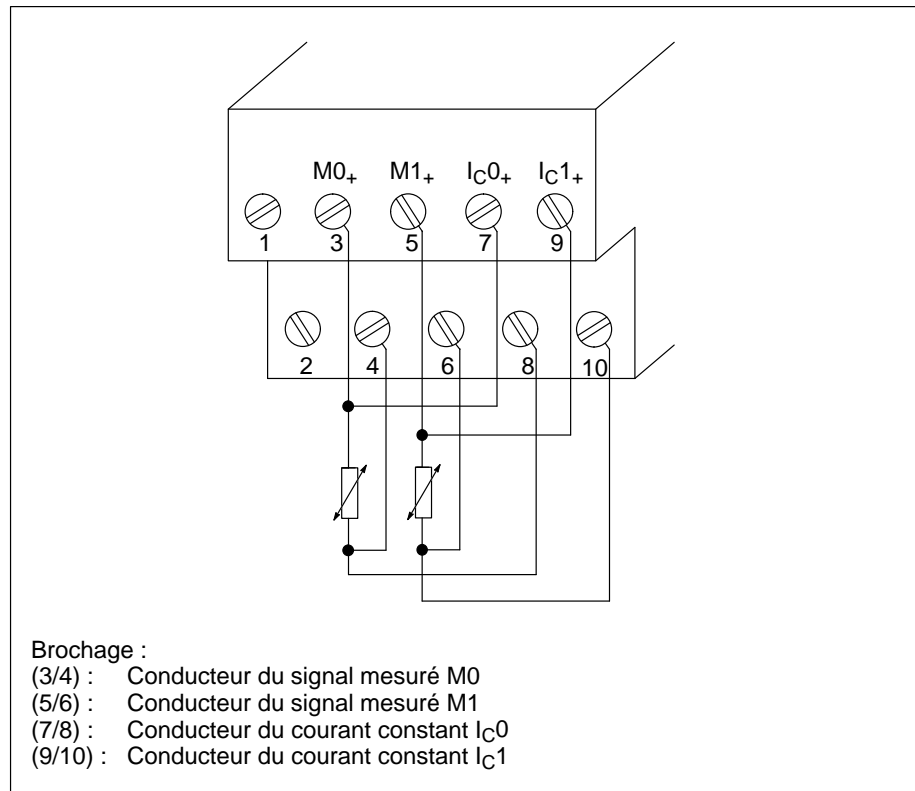 M0+ M1+ IC0+ IC1+
1 3 5 7 9
2 4 6 8 10
Brochage :
(3/4) : Conducteur du signal mesuré M0
(5/6) : Conducteur du signal mesuré M1
(7/8) : Conducteur du courant constant IC0
(9/10) : Conducteur du courant constant IC1